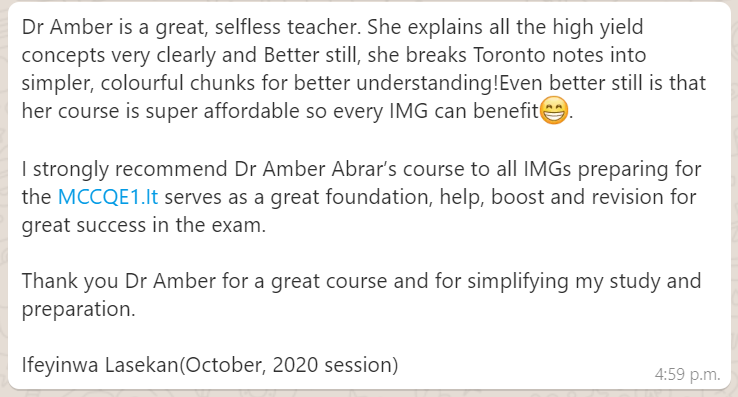 Dr Amber is a great, selfless teacher. She explains all the high yield
concepts very clearly and Better still, she breaks Toronto notes into
simpler, colourful chunks for better understanding!Even better still is that
her course is super affordable so every IMG can benefit😁.
I strongly recommend Dr Amber Abrar's course to all IMGs preparing for
the MCCQE1.It serves as a great foundation, help, boost and revision for
great success in the exam.
Thank you Dr Amber for a great course and for simplifying my study and
preparation.
Ifeyinwa Lasekan(October, 2020 session)
4:59 p.m.